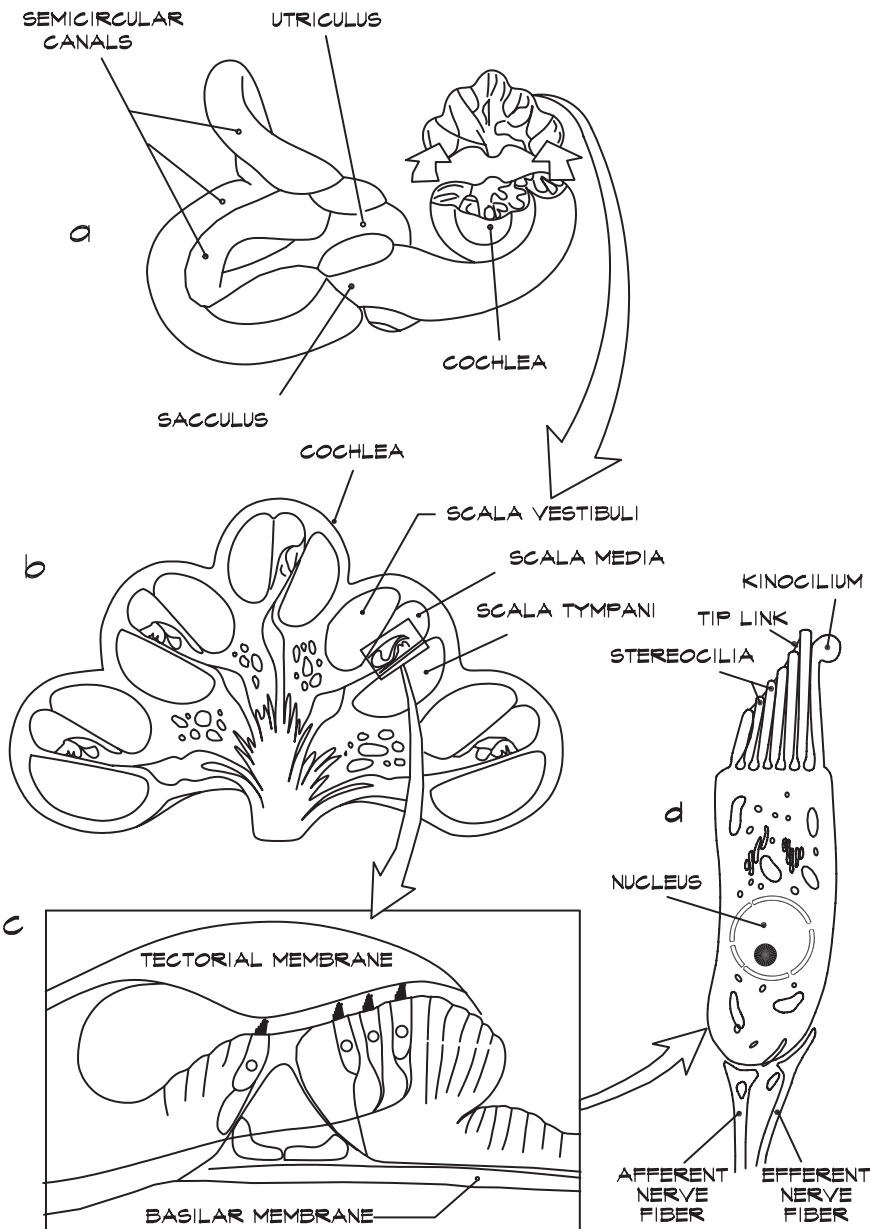 SEMICIRCULAR
CANALS
UTRICULUS
a
COCHLEA
SACCULUS
COCHLEA
b
SCALA VESTIBULI
SCALA MEDIA
SCALA TYMPANI
KINOCILIUM
TIP LINK
STEREOCILIA
d
NUCLEUS
c
TECTORIAL MEMBRANE
BASILAR MEMBRANE
AFFERENT
NERVE
FIBER
EFFERENT
NERVE
FIBER